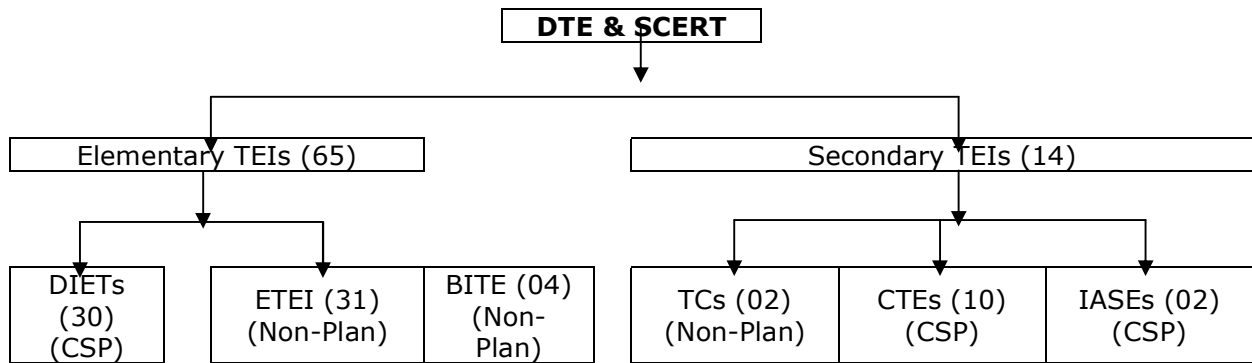 DTE & SCERT
Elementary TEIs (65)
Secondary TEIs (14)
DIETs
(30)
(CSP)
ETEI (31)
(Non-Plan)
BITE (04)
(Non-
Plan)
TCs (02)
(Non-Plan)
CTEs (10)
(CSP)
IASEs (02)
(CSP)